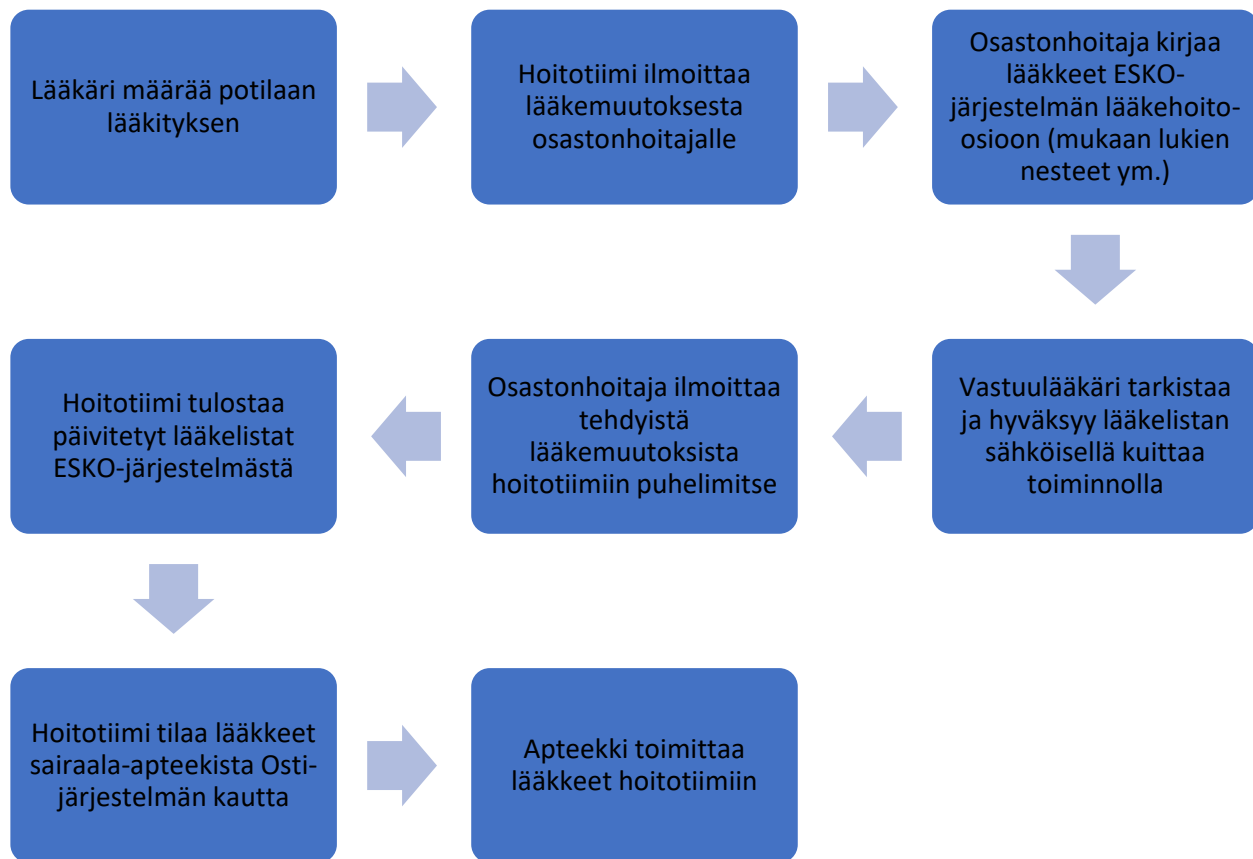 Lääkäri määrää potilaan
lääkityksen
Hoitotiimi ilmoittaa
lääkemuutoksesta
osastonhoitajalle
Osastonhoitaja kirjaa
lääkkeet ESKO-
järjestelmän lääkehoito-
osioon (mukaan lukien
nesteet ym.)
Vastuulääkäri tarkistaa
ja hyväksyy lääkelistan
sähköisellä kuittaa
toiminnolla
Osastonhoitaja ilmoittaa
tehdyistä
lääkemuutoksista
hoitotiimiin puhelimitse
Hoitotiimi tulostaa
päivitetyt lääkelistat
ESKO-järjestelmästä
Hoitotiimi tilaa lääkkeet
sairaala-apteekista Osti-
järjestelmän kautta
Apteekki toimittaa
lääkkeet hoitotiimiin